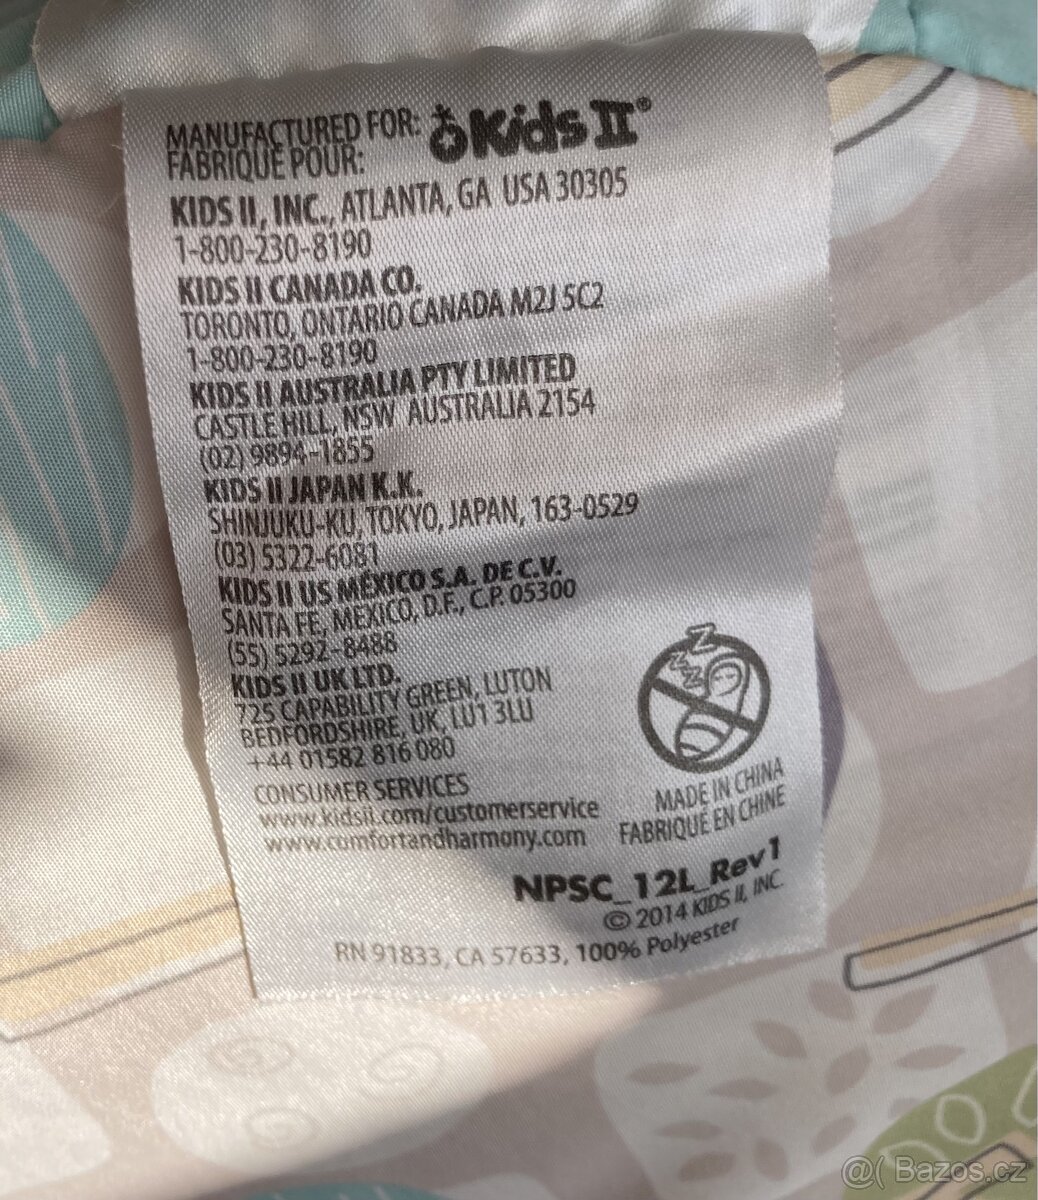 MANUFACTURED FOR:
FABRIQUÉ POUR:
Kids II®
KIDS II, INC., ATLANTA, GA USA 30305
1-800-230-8190
KIDS II CANADA CO.
TORONTO, ONTARIO CANADA M2J 5C2
1-800-230-8190
KIDS II AUSTRALIA PTY LIMITED
CASTLE HILL, NSW AUSTRALIA 2154
(02) 9894-1855
KIDS II JAPAN K.K.
SHINJUKU-KU, TOKYO, JAPAN, 163-0529
(03) 5322-6081
KIDS II US MÉXICO S.A. DE C.V.
SANTA FE, MÉXICO, D.F., C.P. 05300
(55) 5292-8488
KIDS II UK LTD.
725 CAPABILITY GREEN, LUTON
BEDFORDSHIRE, UK, LU1 3LU
+44 01582 816 080
CONSUMER SERVICES
www.kidsii.com/customerservice
www.comfortandharmony.com
Z Z Z Z
MADE IN CHINA
FABRIQUÉ EN CHINE
NPSC_12L_Rev1
© 2014 KIDS II, INC.
RN 91833, CA 57633, 100% Polyester
@( Bazos.cz